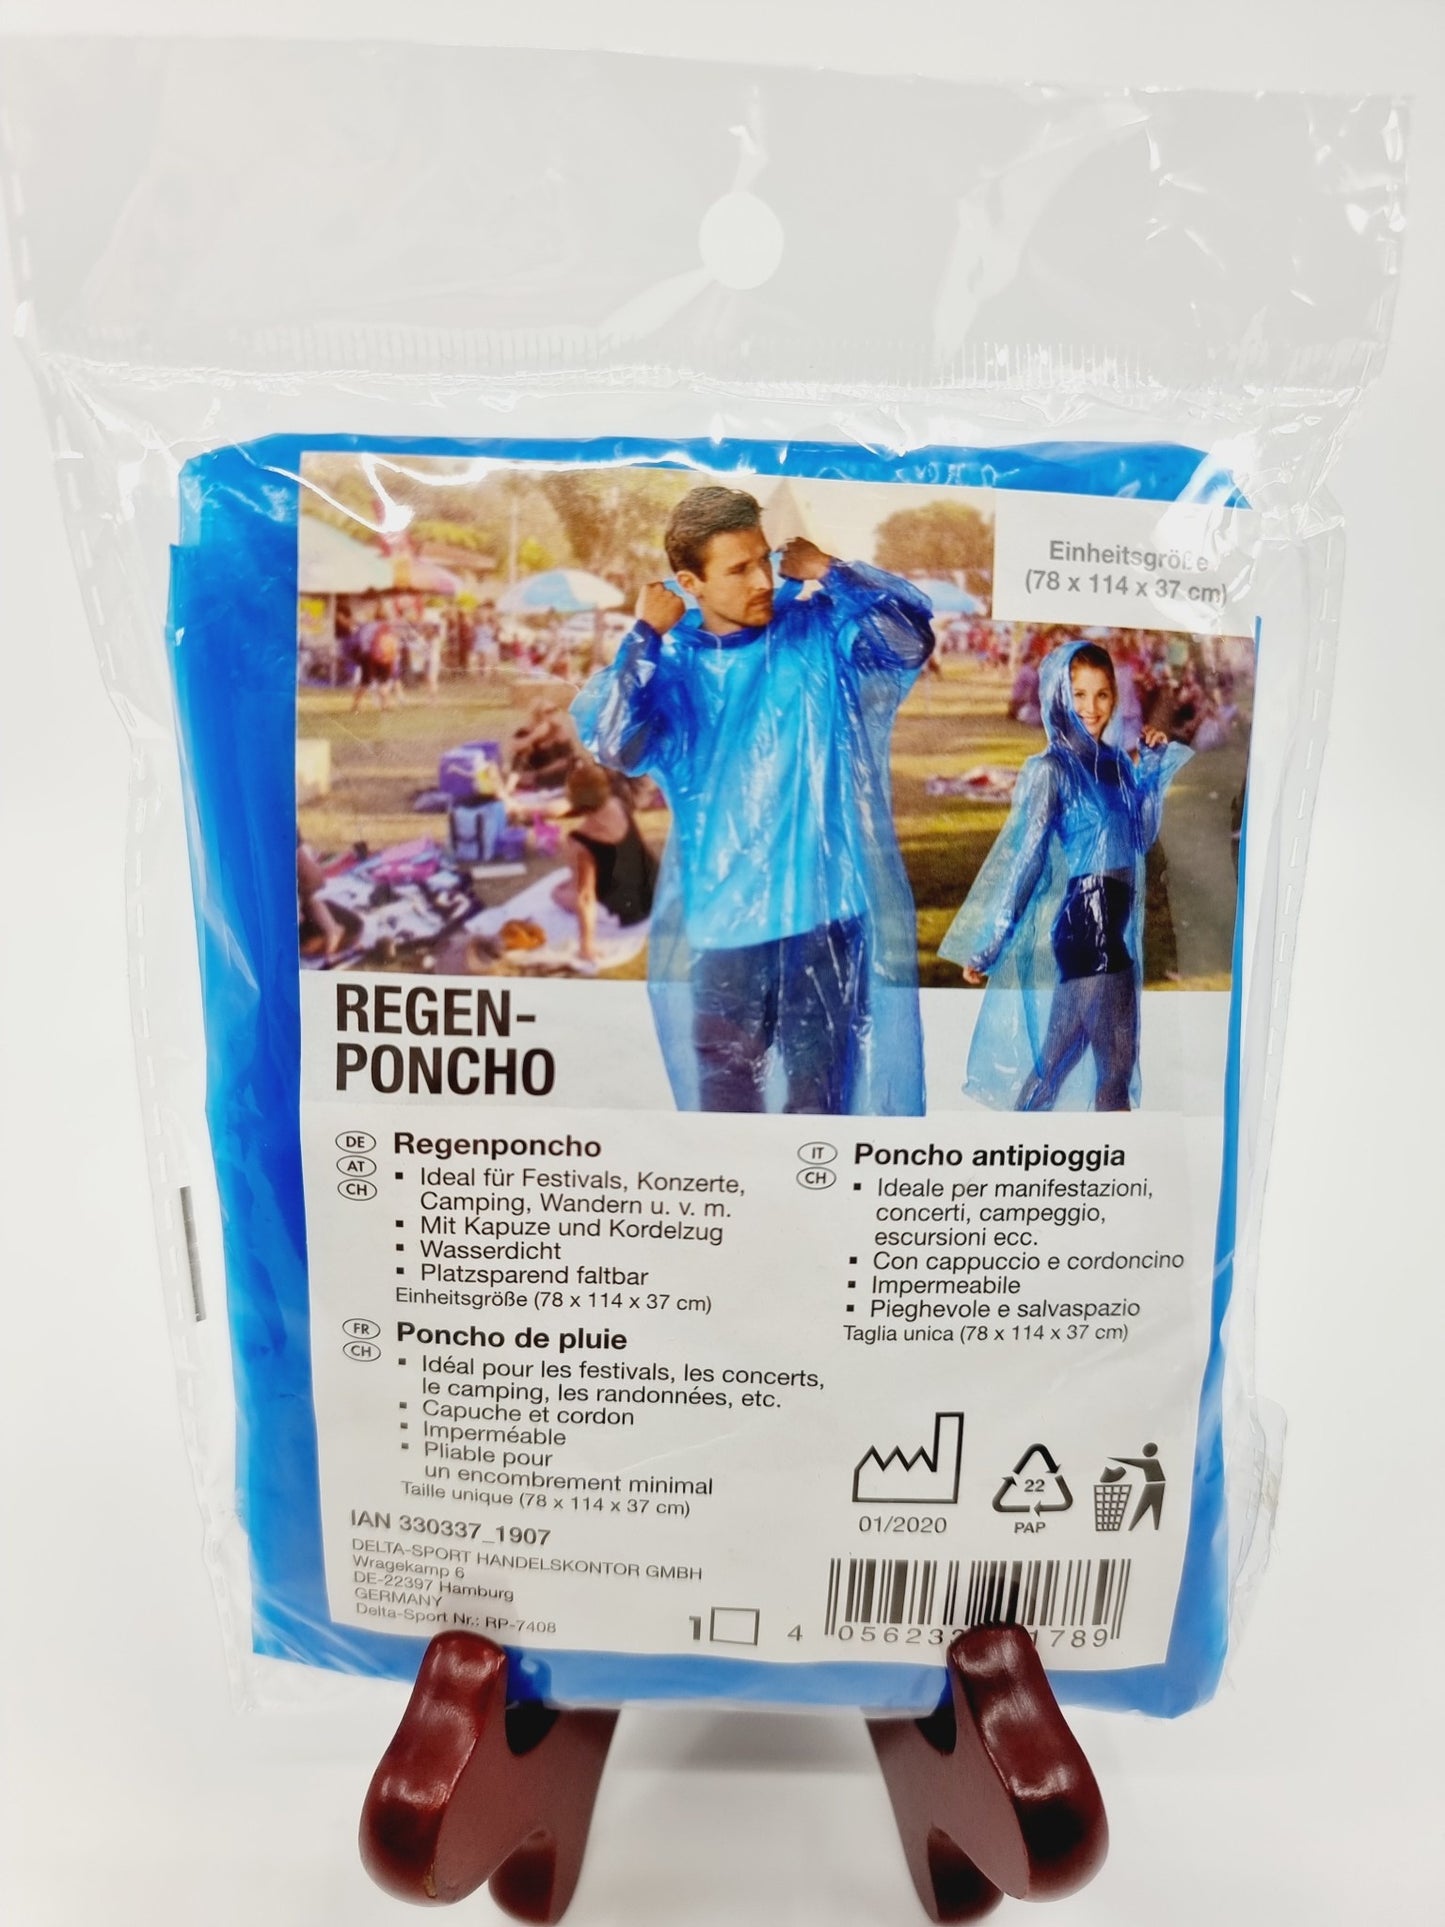 Einheitsgröße
(78 x 114 x 37 cm)
REGEN-
PONCHO
DE AT CH
Regenponcho
▪ Ideal für Festivals, Konzerte,
Camping, Wandern u. v. m.
▪ Mit Kapuze und Kordelzug
▪ Wasserdicht
▪ Platzsparend faltbar
Einheitsgröße (78 x 114 x 37 cm)
FR CH
Poncho de pluie
▪ Idéal pour les festivals, les concerts,
le camping, les randonnées, etc.
▪ Capuche et cordon
▪ Imperméable
▪ Pliable pour
un encombrement minimal
Taille unique (78 x 114 x 37 cm)
IT CH
Poncho antipioggia
▪ Ideale per manifestazioni,
concerti, campeggio,
escursioni ecc.
▪ Con cappuccio e cordoncino
▪ Impermeabile
▪ Pieghevole e salvaspazio
Taglia unica (78 x 114 x 37 cm)
IAN 330337_1907
DELTA-SPORT HANDELSKONTOR GMBH
Wragekamp 6
DE-22397 Hamburg
GERMANY
Delta-Sport Nr.: RP-7408
01/2020
22
PAP
1
4 056233 1789